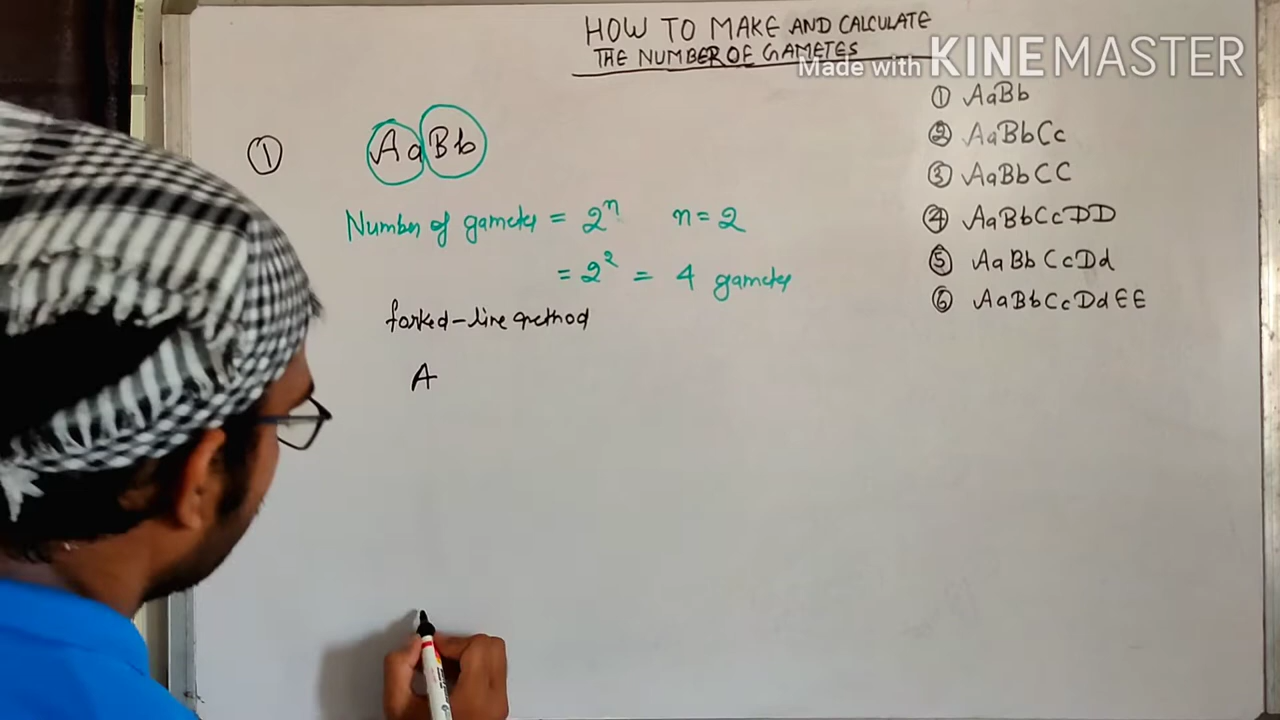 HOW TO MAKE AND CALCULATE
THE NUMBER OF GAMETES
Made with KINEMASTER
① AaBb
Number of gametes = 2ⁿ n = 2
= 2² = 4 gametes
forked-line method
A
① AaBb
② AaBbCc
③ AaBbCC
④ AaBbCcDD
⑤ AaBbCcDd
⑥ AaBbCcDdEE